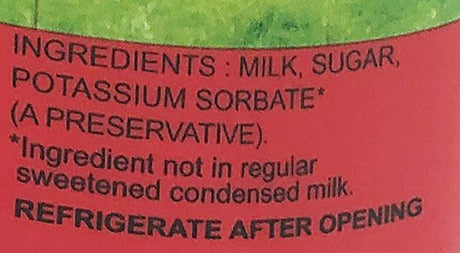 INGREDIENTS : MILK, SUGAR,
POTASSIUM SORBATE*
(A PRESERVATIVE).
*Ingredient not in regular
sweetened condensed milk.
REFRIGERATE AFTER OPENING